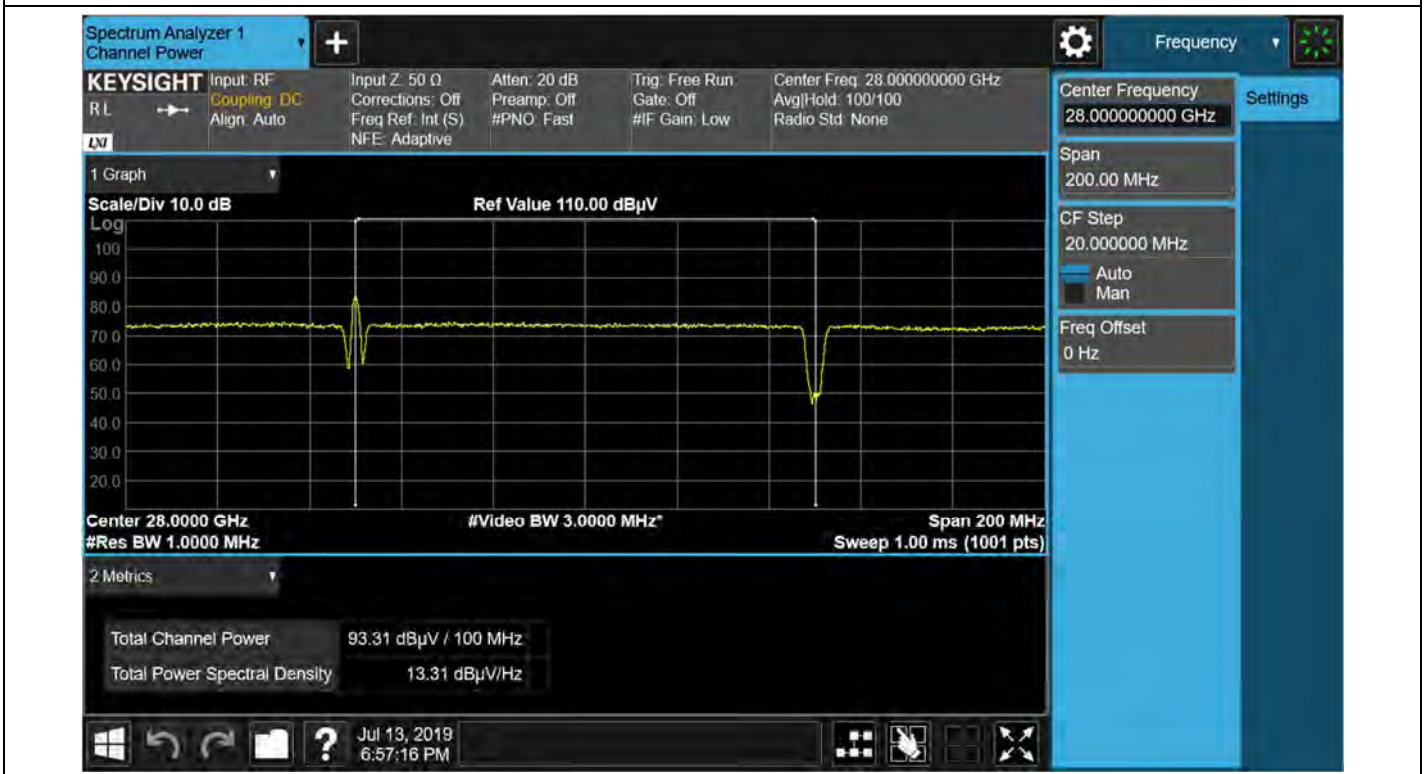 Spectrum Analyzer 1
Channel Power
+
Frequency
KEYSIGHT
RL
LXI
Input: RF
Coupling: DC
Align: Auto
Input Z: 50 Ω
Corrections: Off
Freq Ref: Int (S)
NFE: Adaptive
Atten: 20 dB
Preamp: Off
#PNO: Fast
Trig: Free Run
Gate: Off
#IF Gain: Low
Center Freq: 28.000000000 GHz
Avg|Hold: 100/100
Radio Std: None
Center Frequency
28.000000000 GHz
Settings
Span
200.00 MHz
CF Step
20.000000 MHz
Auto
Man
Freq Offset
0 Hz
1 Graph
Scale/Div 10.0 dB
Ref Value 110.00 dBµV
Log
100
90.0
80.0
70.0
60.0
50.0
40.0
30.0
20.0
Center 28.0000 GHz
#Video BW 3.0000 MHz*
Span 200 MHz
#Res BW 1.0000 MHz
Sweep 1.00 ms (1001 pts)
2 Metrics
Total Channel Power 93.31 dBµV / 100 MHz
Total Power Spectral Density 13.31 dBµV/Hz
?
Jul 13, 2019
6:57:16 PM